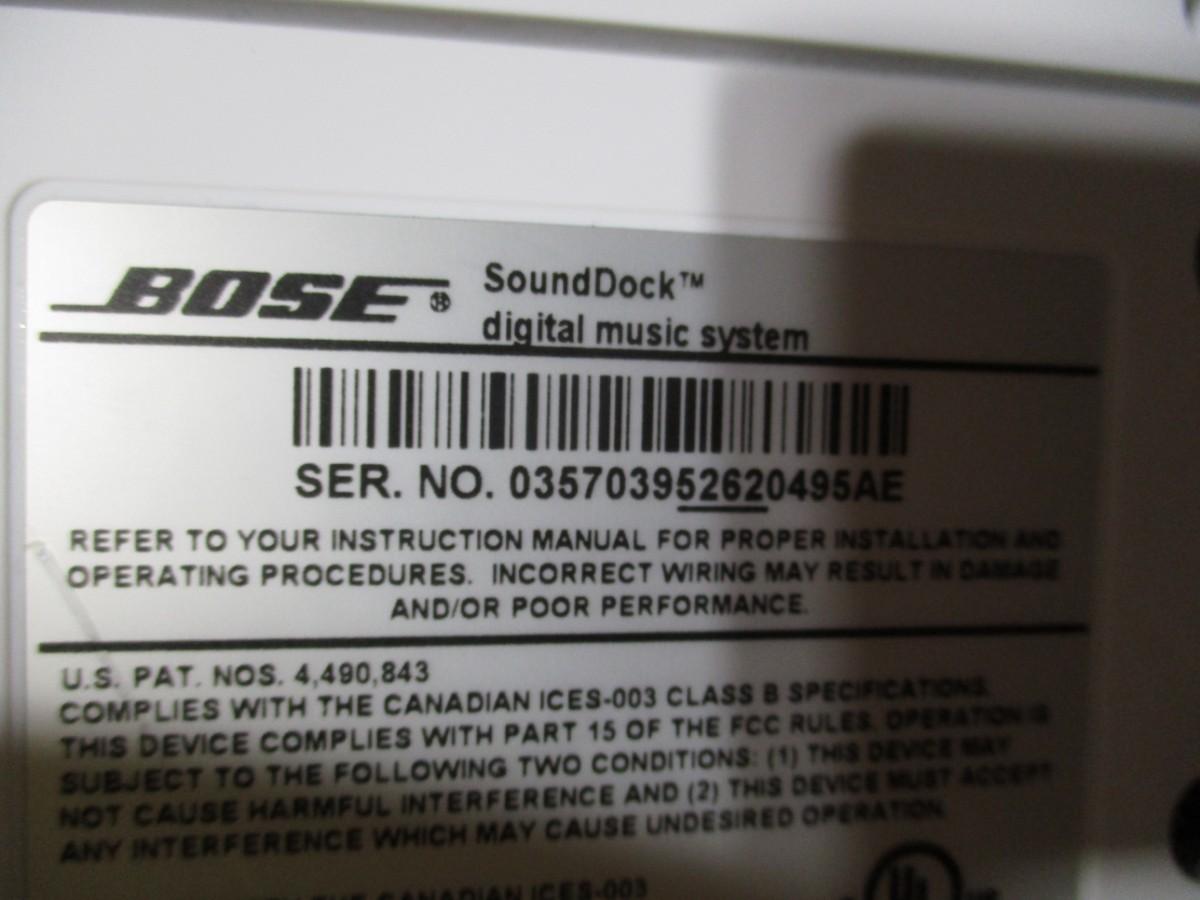 BOSE® SoundDock™
digital music system
SER. NO. 035703952620495AE
REFER TO YOUR INSTRUCTION MANUAL FOR PROPER INSTALLATION AND
OPERATING PROCEDURES. INCORRECT WIRING MAY RESULT IN DAMAGE
AND/OR POOR PERFORMANCE.
U.S. PAT. NOS. 4,490,843
COMPLIES WITH THE CANADIAN ICES-003 CLASS B SPECIFICATIONS.
THIS DEVICE COMPLIES WITH PART 15 OF THE FCC RULES. OPERATION IS
SUBJECT TO THE FOLLOWING TWO CONDITIONS: (1) THIS DEVICE MAY
NOT CAUSE HARMFUL INTERFERENCE AND (2) THIS DEVICE MUST ACCEPT
ANY INTERFERENCE WHICH MAY CAUSE UNDESIRED OPERATION.
THE CANADIAN ICES-003